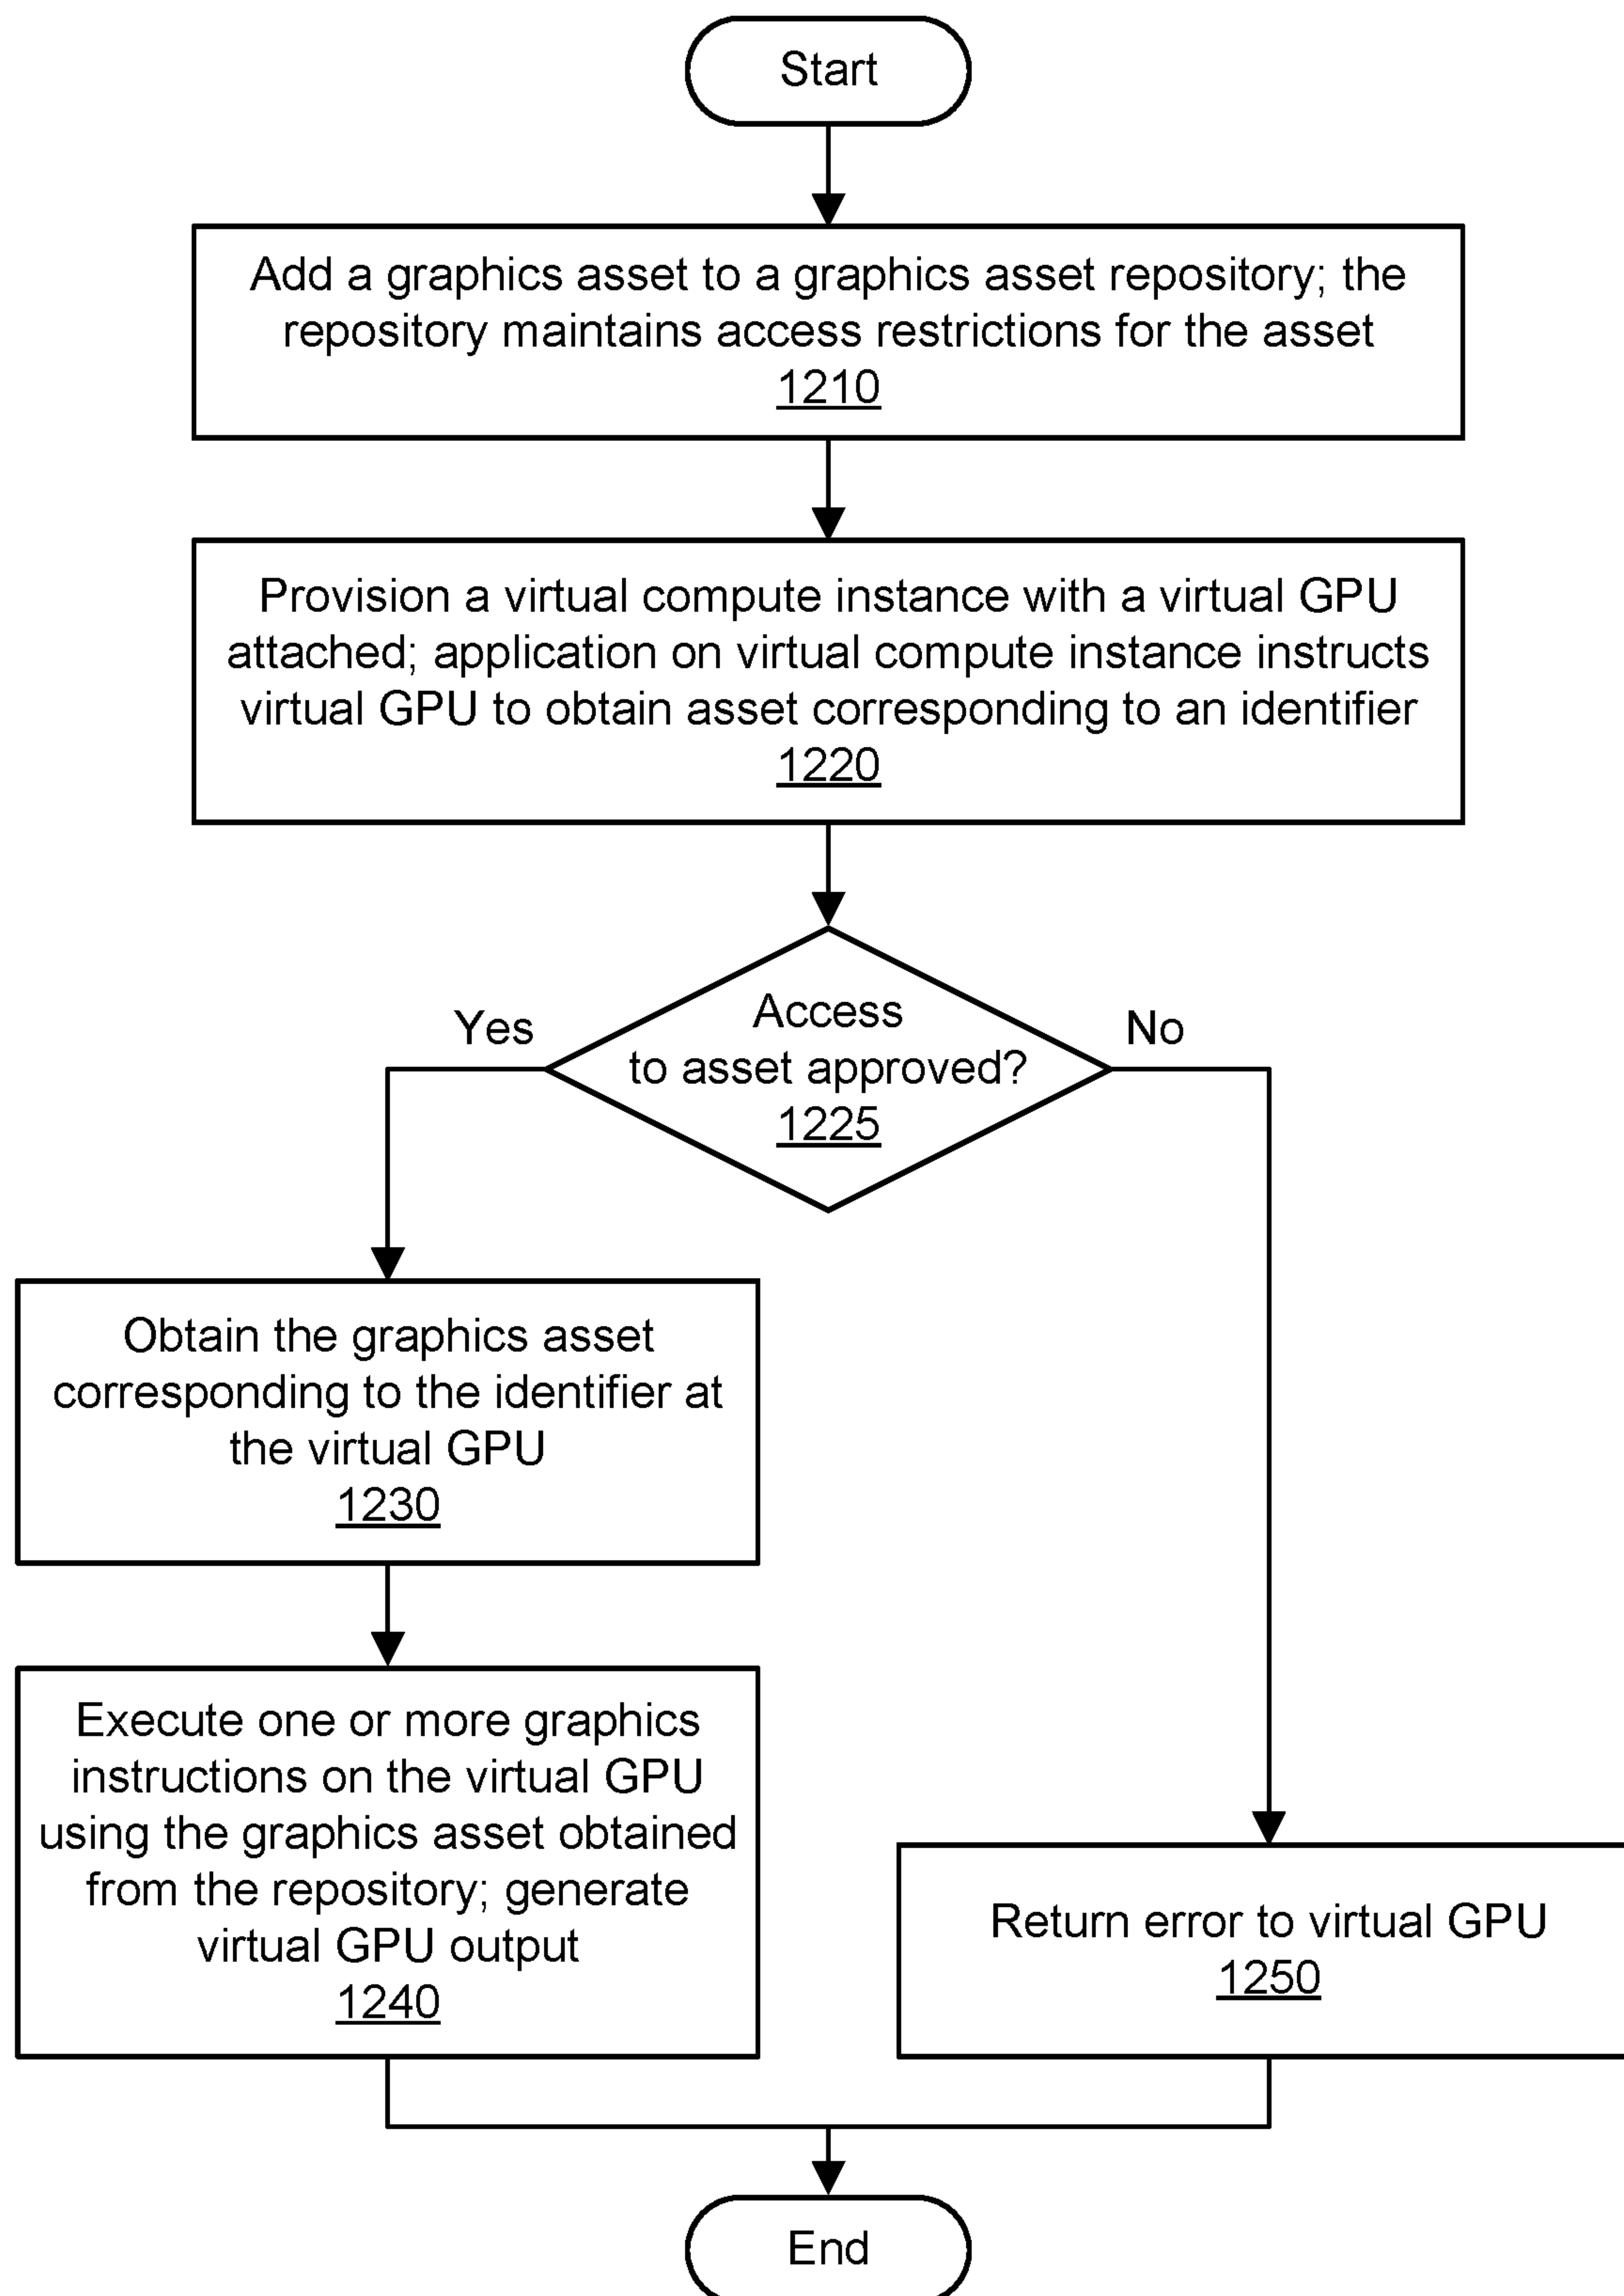 Start
Add a graphics asset to a graphics asset repository; the
repository maintains access restrictions for the asset
1210
Provision a virtual compute instance with a virtual GPU
attached; application on virtual compute instance instructs
virtual GPU to obtain asset corresponding to an identifier
1220
Access
to asset approved?
1225
Yes
No
Obtain the graphics asset
corresponding to the identifier at
the virtual GPU
1230
Execute one or more graphics
instructions on the virtual GPU
using the graphics asset obtained
from the repository; generate
virtual GPU output
1240
Return error to virtual GPU
1250
End